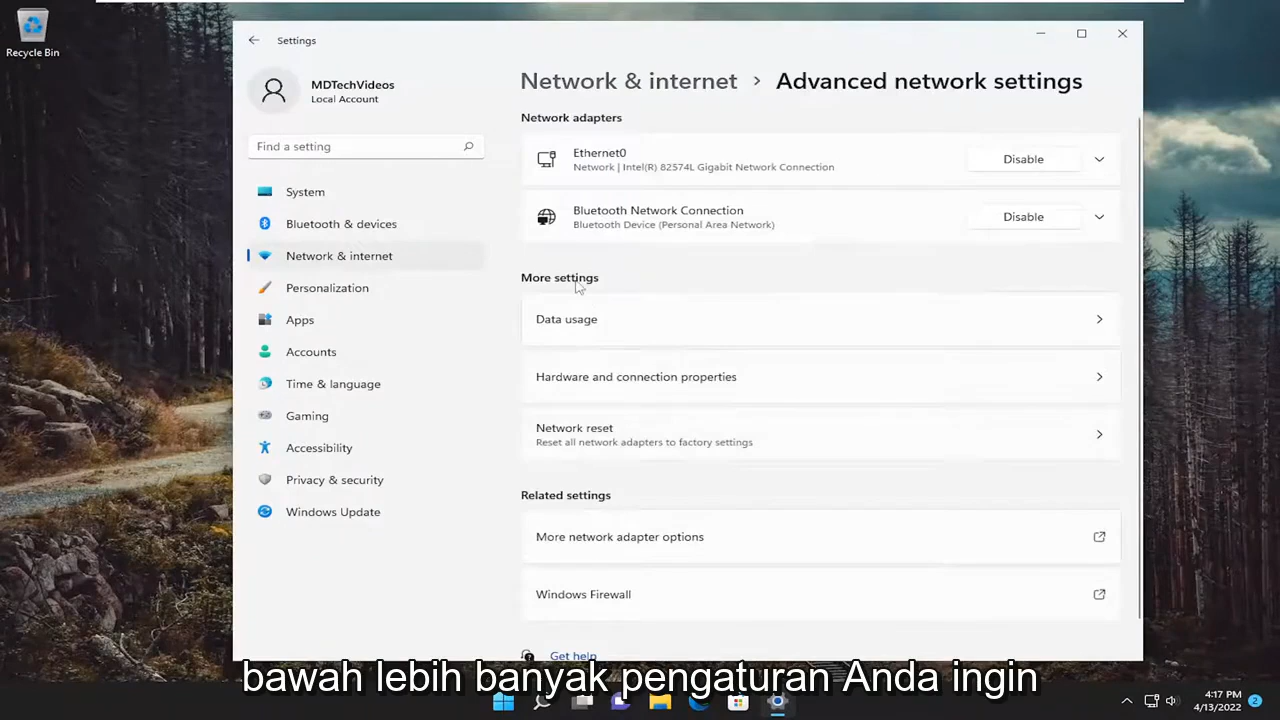 Recycle Bin
Settings
MDTechVideos
Local Account
Find a setting
System
Bluetooth & devices
Network & internet
Personalization
Apps
Accounts
Time & language
Gaming
Accessibility
Privacy & security
Windows Update
Network & internet > Advanced network settings
Network adapters
Ethernet0
Network | Intel(R) 82574L Gigabit Network Connection
Disable
Bluetooth Network Connection
Bluetooth Device (Personal Area Network)
Disable
More settings
Data usage
Hardware and connection properties
Network reset
Reset all network adapters to factory settings
Related settings
More network adapter options
Windows Firewall
Get help
bawah lebih banyak pengaturan Anda ingin
4:17 PM
4/13/2022
2